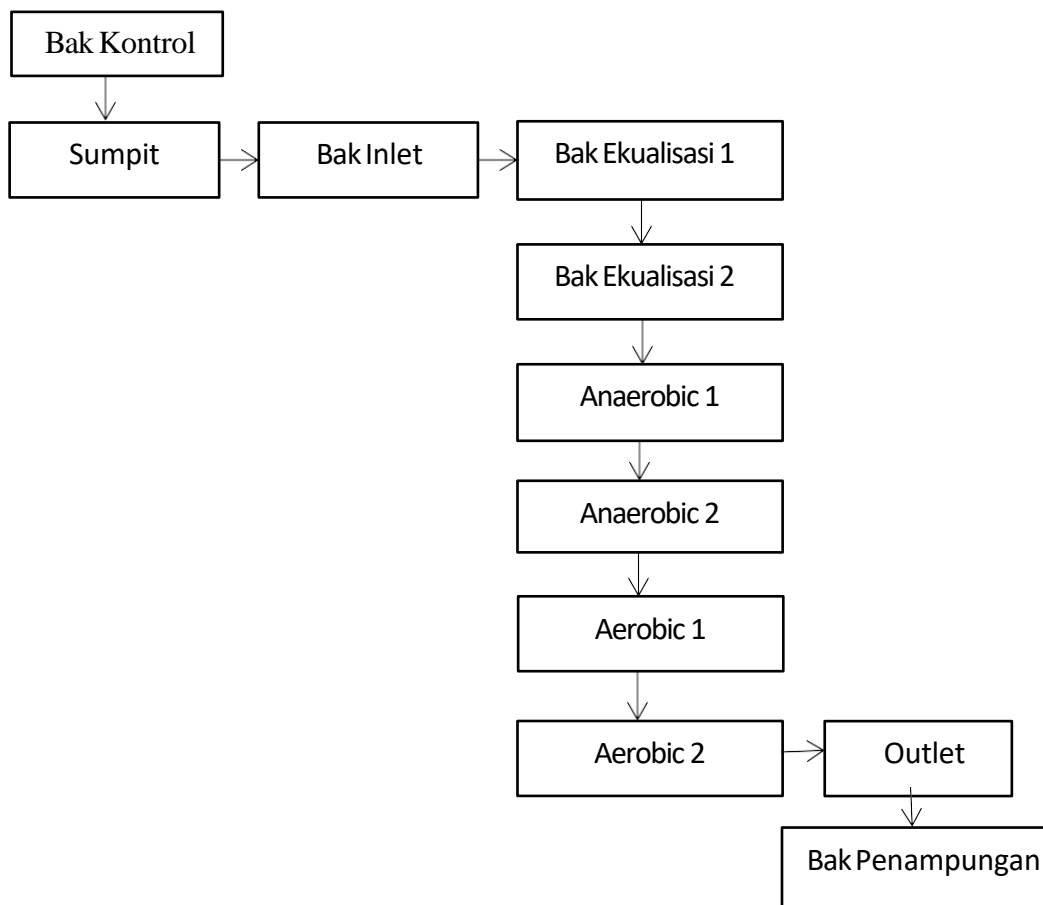 Bak Kontrol
Sumpit
Bak Inlet
Bak Ekualisasi 1
Bak Ekualisasi 2
Anaerobic 1
Anaerobic 2
Aerobic 1
Aerobic 2
Outlet
Bak Penampungan